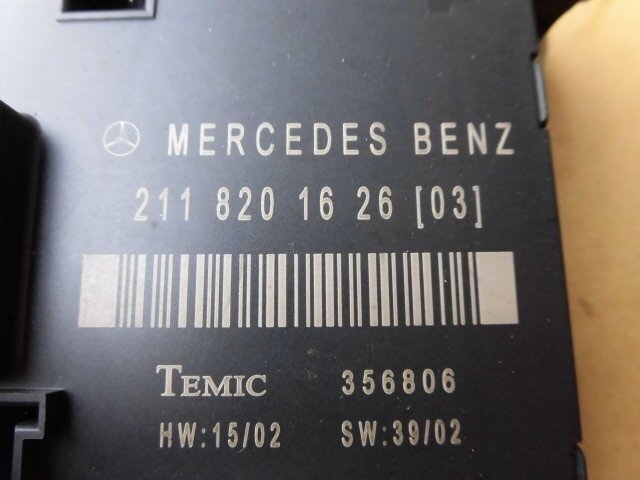 MERCEDES BENZ
211 820 16 26 [03]
TEMIC 356806
HW:15/02 SW:39/02